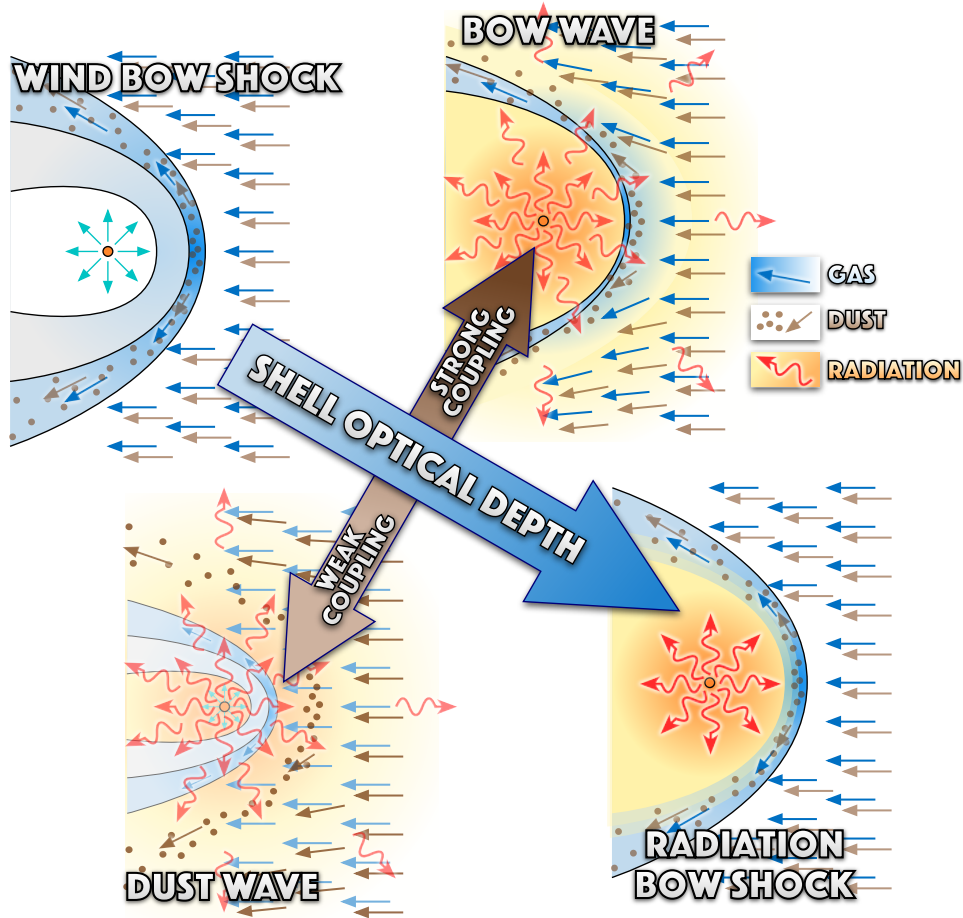 BOW WAVE
WIND BOW SHOCK
GAS
DUST
RADIATION
STRONG
COUPLING
SHELL OPTICAL DEPTH
WEAK
COUPLING
DUST WAVE
RADIATION
BOW SHOCK